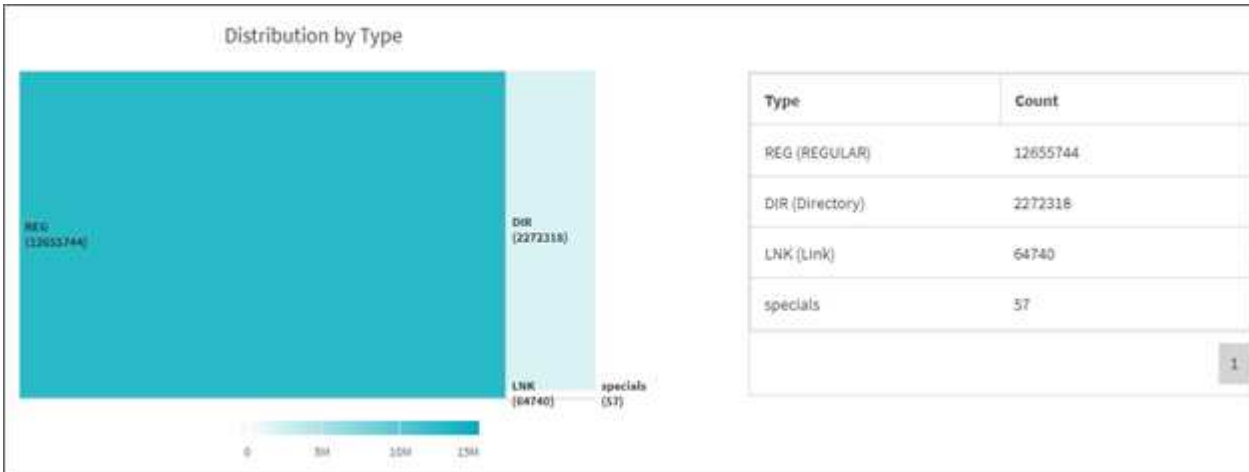 Distribution by Type
REG
(12655744)
DIR
(2272318)
LNK
(64740)
specials
(57)
0 5M 10M 15M
Type Count
REG (REGULAR) 12655744
DIR (Directory) 2272318
LNK (Link) 64740
specials 57
1